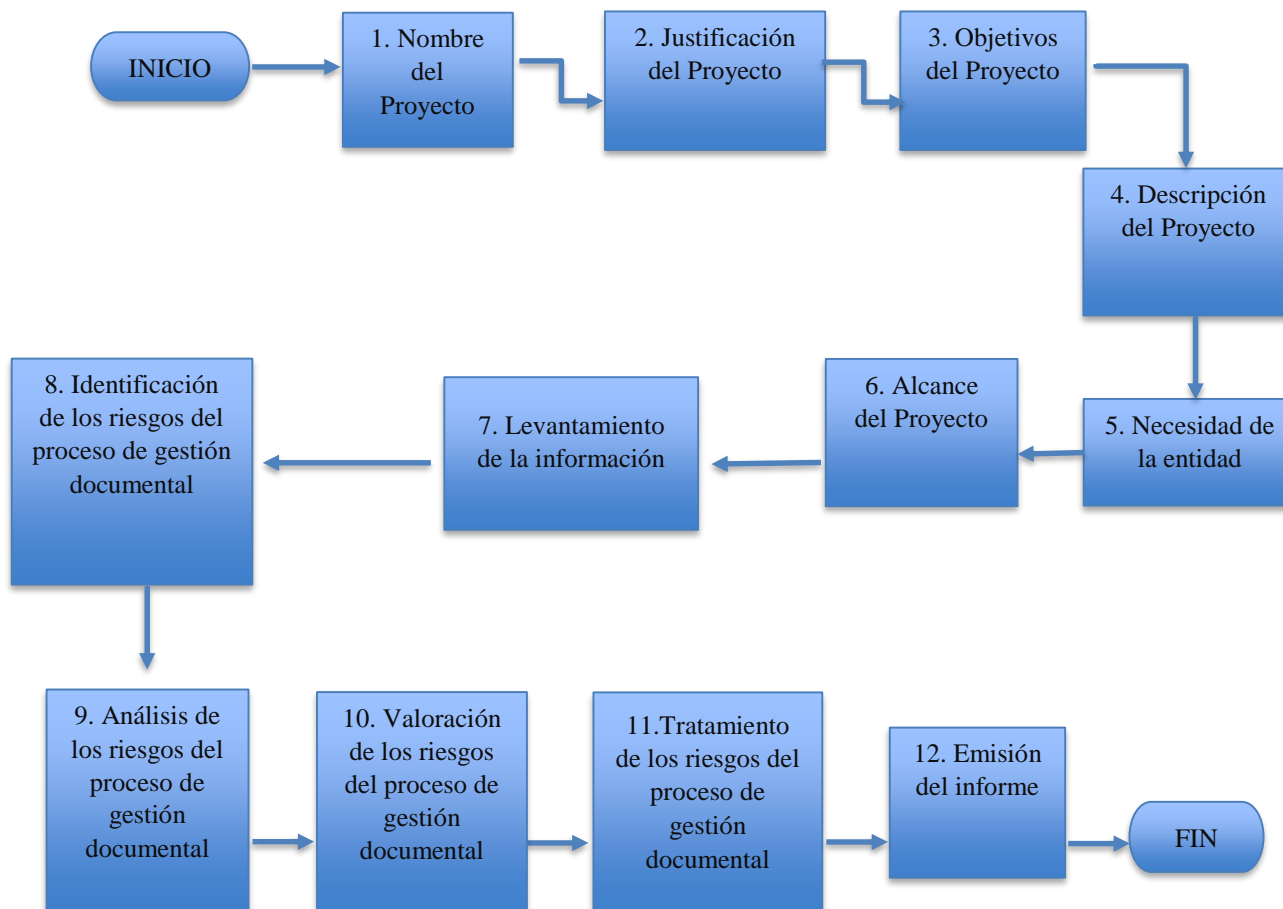 INICIO
1. Nombre
del
Proyecto
2. Justificación
del Proyecto
3. Objetivos
del Proyecto
4. Descripción
del Proyecto
5. Necesidad de
la entidad
6. Alcance
del Proyecto
7. Levantamiento
de la información
8. Identificación
de los riesgos del
proceso de gestión
documental
9. Análisis de
los riesgos del
proceso de
gestión
documental
10. Valoración
de los riesgos
del proceso de
gestión
documental
11.Tratamiento
de los riesgos del
proceso de
gestión
documental
12. Emisión
del informe
FIN